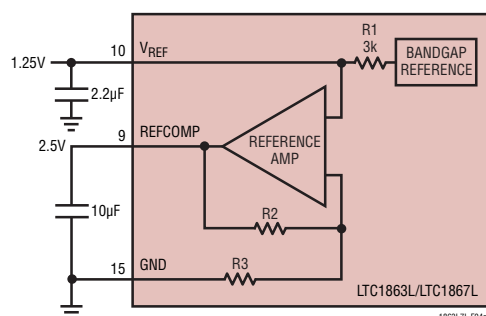 R1
3k
BANDGAP
REFERENCE
10
VREF
1.25V
2.2µF
9
REFCOMP
2.5V
REFERENCE
AMP
10µF
R2
15
GND
R3
LTC1863L/LTC1867L